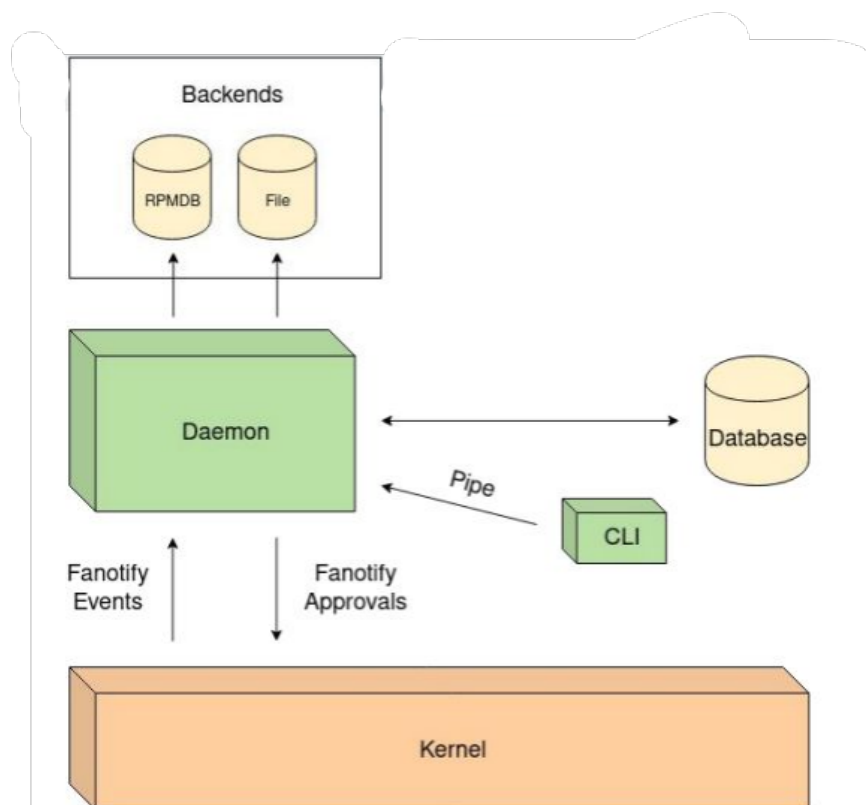 Backends
RPMDB
File
Daemon
Database
Pipe
CLI
Fanotify
Events
Fanotify
Approvals
Kernel